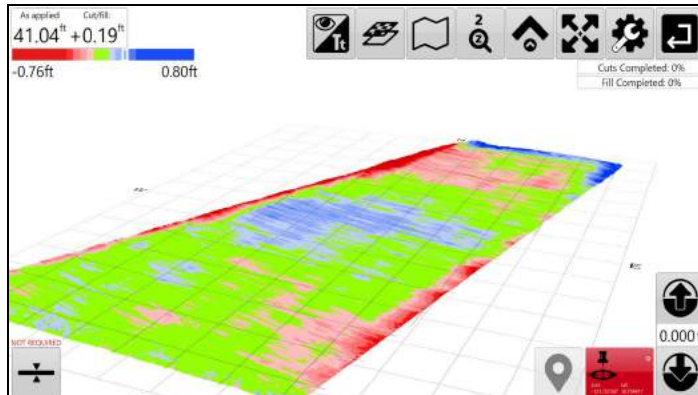 As applied Cut/fill:
41.04ft +0.19ft
-0.76ft 0.80ft
Tt
2
Z
Cuts Completed: 0%
Fill Completed: 0%
NOT REQUIRED
0.000